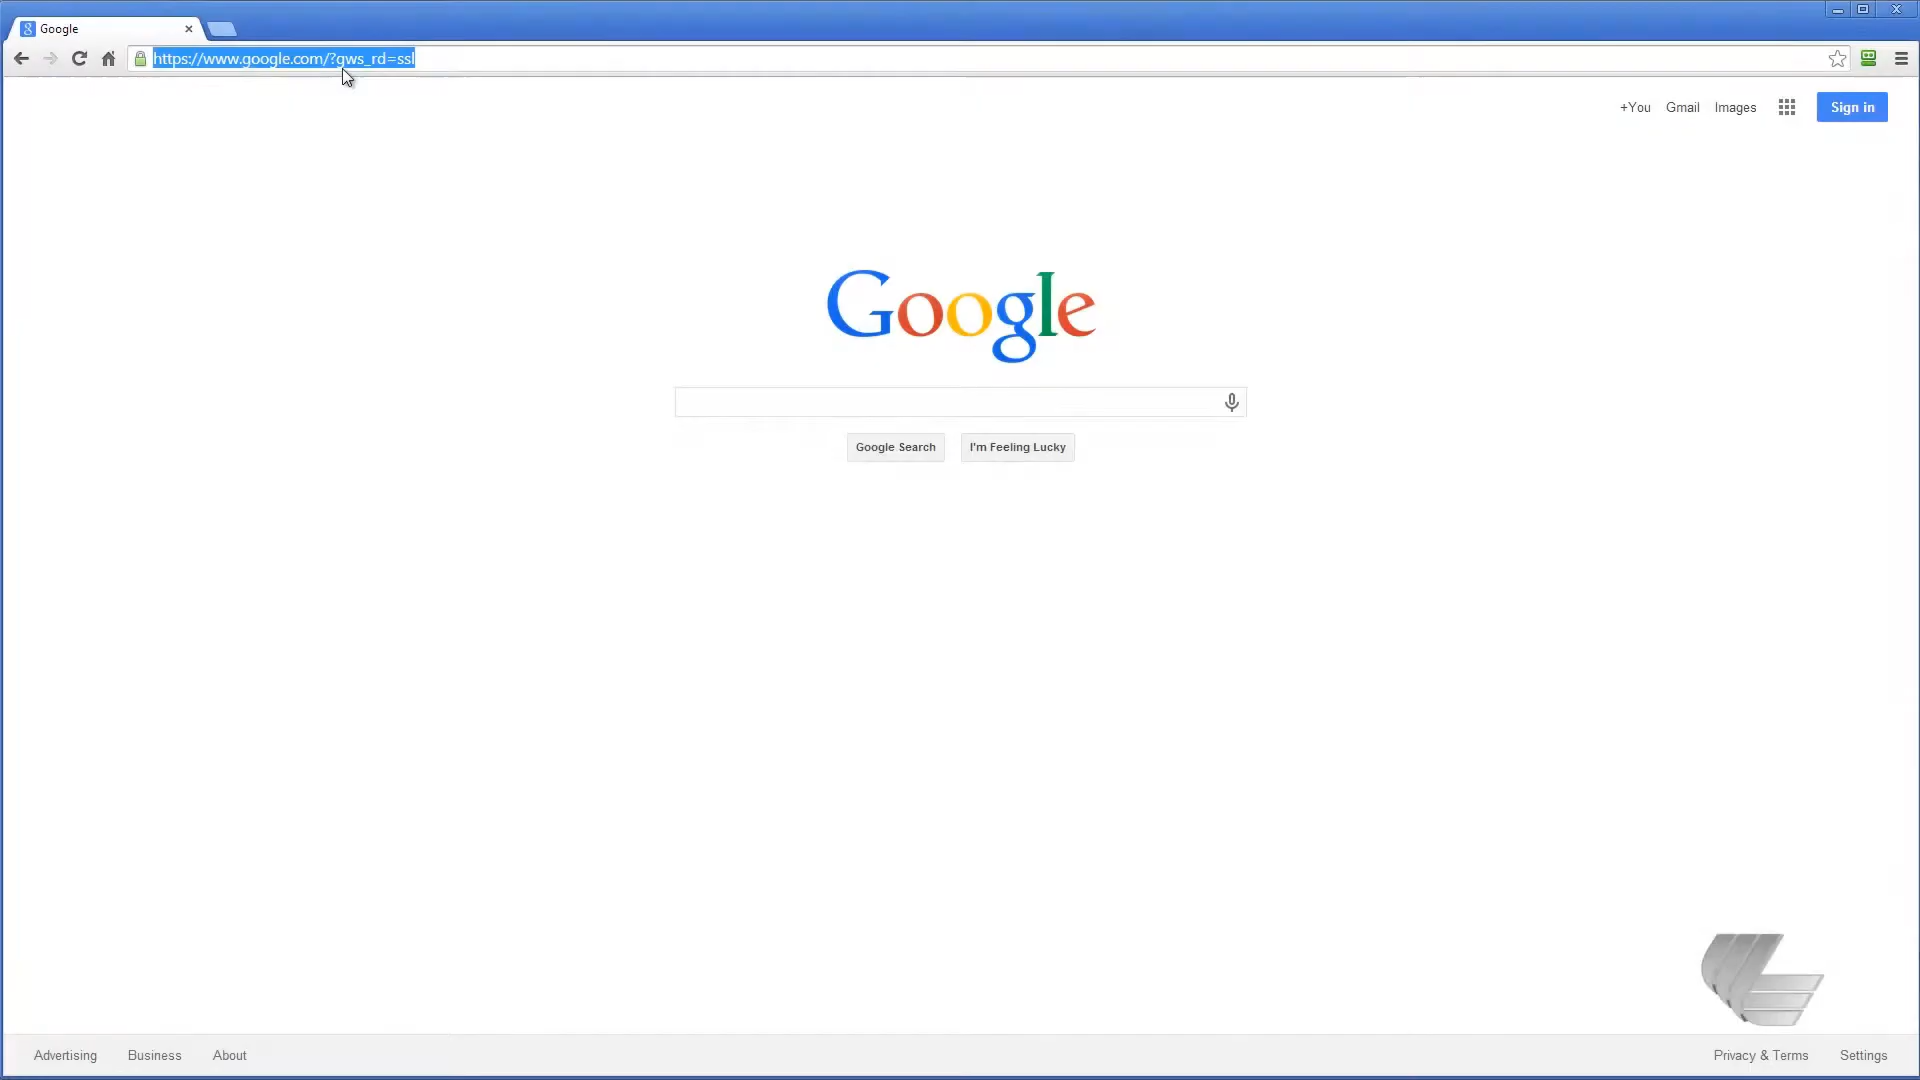 Google
https://www.google.com/?gws_rd=ssl
+You Gmail Images Sign in
Google
Google Search I'm Feeling Lucky
Advertising Business About Privacy & Terms Settings